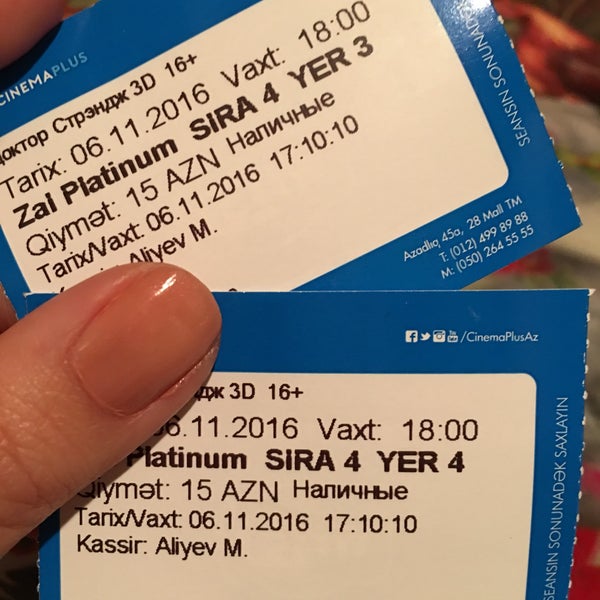 CINEMAPLUS
Доктор Стрэндж 3D 16+
Tarix: 06.11.2016 Vaxt: 18:00
Zal Platinum SIRA 4 YER 3
Qiymət: 15 AZN Наличные
Tarix/Vaxt: 06.11.2016 17:10:10
Aliyev M.
SEANSIN SONUNADƏK
Azadlıq 45a, 28 Mall TM
T: (012) 499 89 88
M: (050) 264 55 55
/CinemaPlusAz
3D 16+
06.11.2016 Vaxt: 18:00
Platinum SIRA 4 YER 4
Qiymət: 15 AZN Наличные
Tarix/Vaxt: 06.11.2016 17:10:10
Kassir: Aliyev M.
SEANSIN SONUNADƏK SAXLAYIN